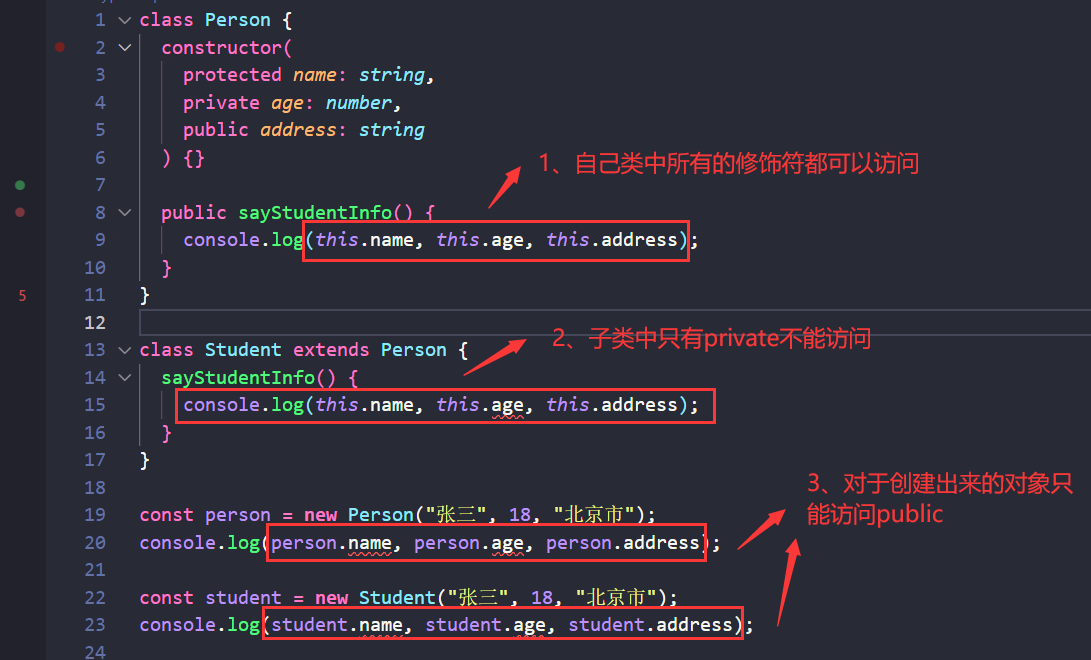 1 class Person {
2 constructor(
3 protected name: string,
4 private age: number,
5 public address: string
6 ) {}
1、自己类中所有的修饰符都可以访问
7
8 public sayStudentInfo() {
9 console.log(this.name, this.age, this.address);
10 }
5 11 }
12
2、子类中只有private不能访问
13 class Student extends Person {
14 sayStudentInfo() {
15 console.log(this.name, this.age, this.address);
16 }
17 }
18
3、对于创建出来的对象只
能访问public
19 const person = new Person("张三", 18, "北京市");
20 console.log(person.name, person.age, person.address);
21
22 const student = new Student("张三", 18, "北京市");
23 console.log(student.name, student.age, student.address);
24